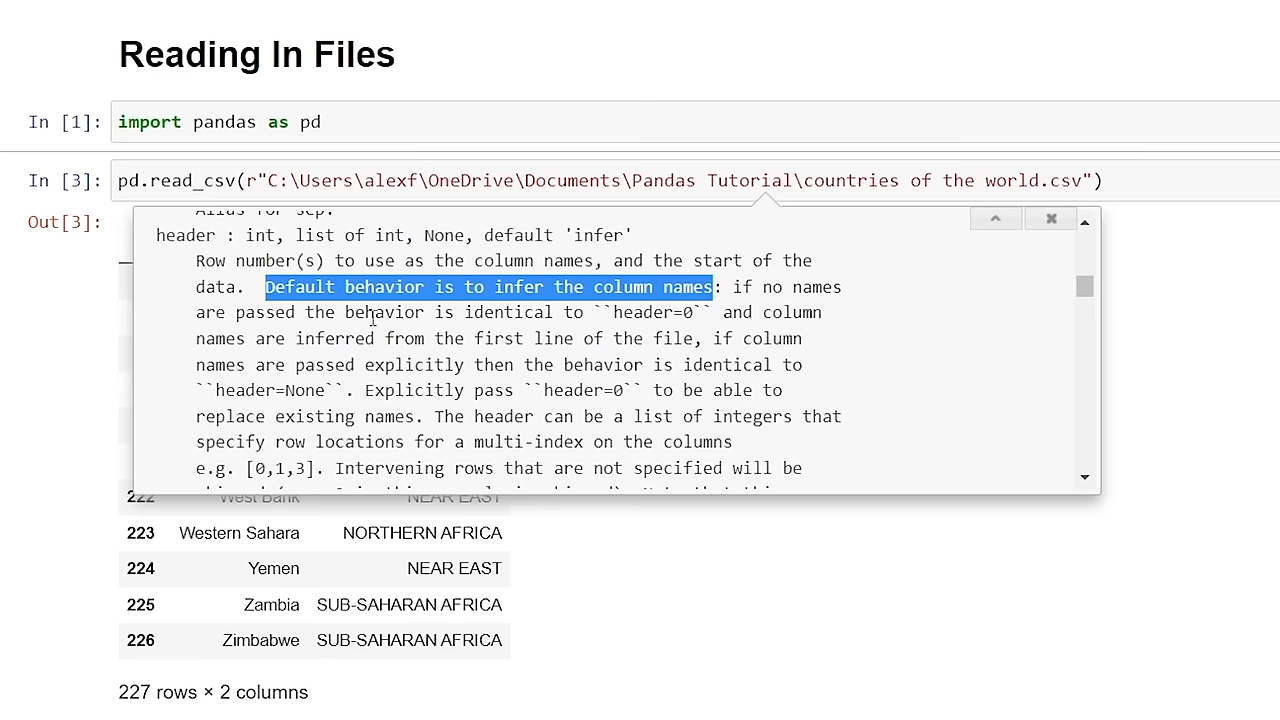 Reading In Files
In [1]: import pandas as pd
In [3]: pd.read_csv(r"C:\Users\alexf\OneDrive\Documents\Pandas Tutorial\countries of the world.csv")
Out[3]:
Alias for sep.
header : int, list of int, None, default 'infer'
Row number(s) to use as the column names, and the start of the
data.  Default behavior is to infer the column names: if no names
are passed the behavior is identical to ``header=0`` and column
names are inferred from the first line of the file, if column
names are passed explicitly then the behavior is identical to
``header=None``. Explicitly pass ``header=0`` to be able to
replace existing names. The header can be a list of integers that
specify row locations for a multi-index on the columns
e.g. [0,1,3]. Intervening rows that are not specified will be
222 West Bank NEAR EAST
223 Western Sahara NORTHERN AFRICA
224 Yemen NEAR EAST
225 Zambia SUB-SAHARAN AFRICA
226 Zimbabwe SUB-SAHARAN AFRICA
227 rows × 2 columns